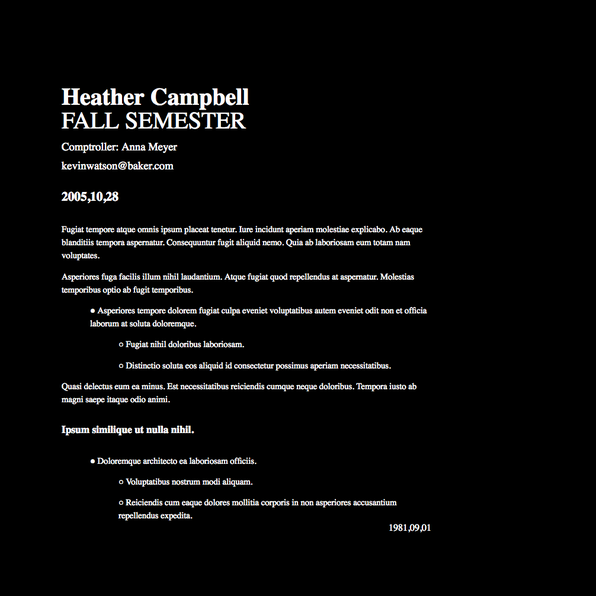 Heather Campbell
FALL SEMESTER
Comptroller: Anna Meyer
kevinwatson@baker.com
2005,10,28
Fugiat tempore atque omnis ipsum placeat tenetur. Iure incidunt aperiam molestiae explicabo. Ab eaque
blanditiis tempora aspernatur. Consequuntur fugit aliquid nemo. Quia ab laboriosam eum totam nam
voluptates.
Asperiores fuga facilis illum nihil laudantium. Atque fugiat quod repellendus at aspernatur. Molestias
temporibus optio ab fugit temporibus.
● Asperiores tempore dolorem fugiat culpa eveniet voluptatibus autem eveniet odit non et officia
laborum at soluta doloremque.
○ Fugiat nihil doloribus laboriosam.
○ Distinctio soluta eos aliquid id consectetur possimus aperiam necessitatibus.
Quasi delectus eum ea minus. Est necessitatibus reiciendis cumque neque doloribus. Tempora iusto ab
magni saepe itaque odio animi.
Ipsum similique ut nulla nihil.
● Doloremque architecto ea laboriosam officiis.
○ Voluptatibus nostrum modi aliquam.
○ Reiciendis cum eaque dolores mollitia corporis in non asperiores accusantium
repellendus expedita.
1981,09,01